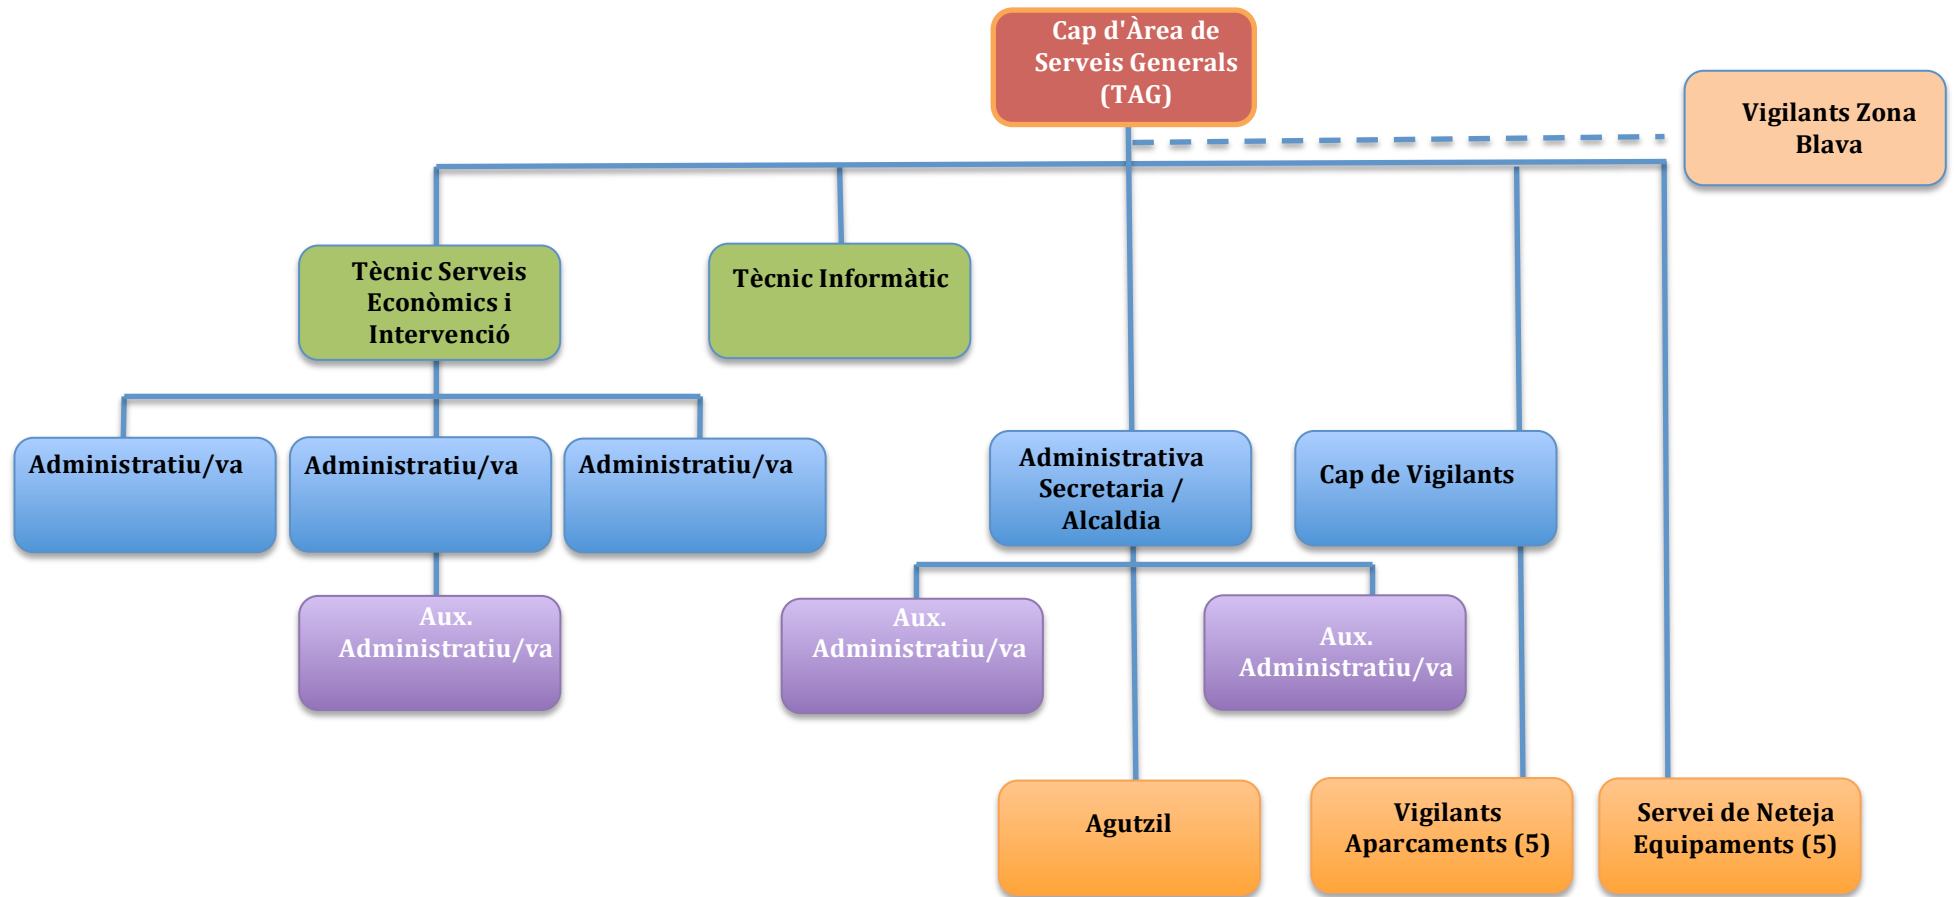 Cap d'Àrea de
Serveis Generals
(TAG)
Vigilants Zona
Blava
Tècnic Serveis
Econòmics i
Intervenció
Tècnic Informàtic
Administratiu/va
Administratiu/va
Administratiu/va
Administrativa
Secretaria /
Alcaldia
Cap de Vigilants
Aux.
Administratiu/va
Aux.
Administratiu/va
Aux.
Administratiu/va
Agutzil
Vigilants
Aparcaments (5)
Servei de Neteja
Equipaments (5)